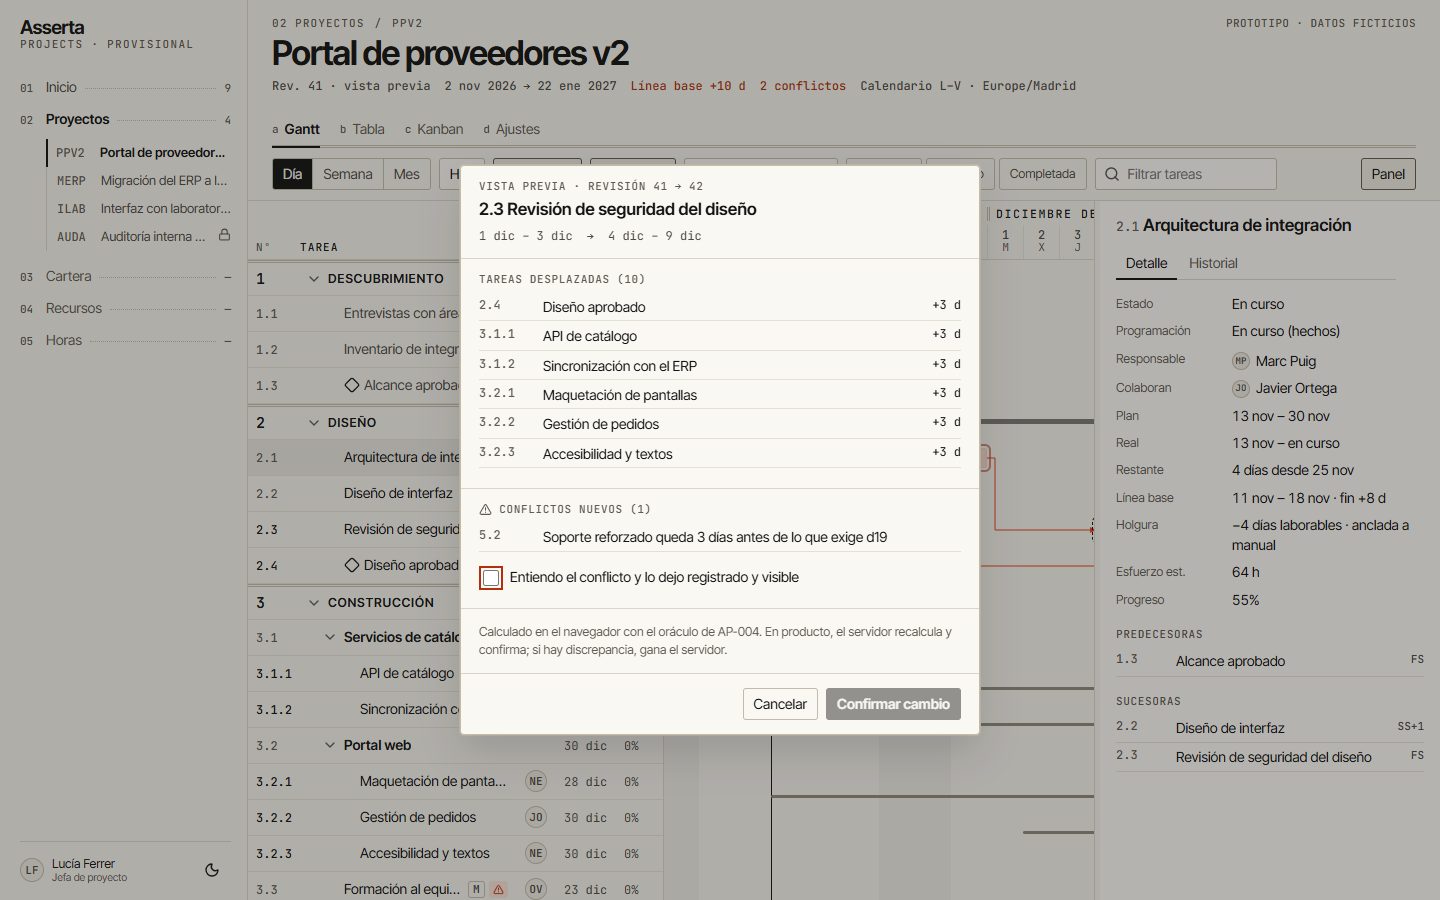 Asserta
PROJECTS · PROVISIONAL
01 Inicio 9
02 Proyectos 4
PPV2 Portal de proveedor...
MERP Migración del ERP a l...
ILAB Interfaz con laborator...
AUDA Auditoría interna ...
03 Cartera –
04 Recursos –
05 Horas –
LF Lucía Ferrer
Jefa de proyecto
02 PROYECTOS / PPV2
PROTOTIPO · DATOS FICTICIOS
Portal de proveedores v2
Rev. 41 · vista previa 2 nov 2026 → 22 ene 2027 Línea base +10 d 2 conflictos Calendario L–V · Europe/Madrid
a Gantt b Tabla c Kanban d Ajustes
Día Semana Mes H Completada Filtrar tareas Panel
DICIEMBRE DE
N° TAREA
1 2 3
M X J
1 DESCUBRIMIENTO
1.1 Entrevistas con áre
1.2 Inventario de integr
1.3 Alcance aproba
2 DISEÑO
2.1 Arquitectura de inte
2.2 Diseño de interfaz
2.3 Revisión de segurid
2.4 Diseño aprobad
3 CONSTRUCCIÓN
3.1 Servicios de catálo
3.1.1 API de catálogo
3.1.2 Sincronización c
3.2 Portal web 30 dic 0%
3.2.1 Maquetación de panta... NE 28 dic 0%
3.2.2 Gestión de pedidos JO 30 dic 0%
3.2.3 Accesibilidad y textos NE 30 dic 0%
3.3 Formación al equi... M OV 23 dic 0%
VISTA PREVIA · REVISIÓN 41 → 42
2.3 Revisión de seguridad del diseño
1 dic – 3 dic → 4 dic – 9 dic
TAREAS DESPLAZADAS (10)
2.4 Diseño aprobado +3 d
3.1.1 API de catálogo +3 d
3.1.2 Sincronización con el ERP +3 d
3.2.1 Maquetación de pantallas +3 d
3.2.2 Gestión de pedidos +3 d
3.2.3 Accesibilidad y textos +3 d
CONFLICTOS NUEVOS (1)
5.2 Soporte reforzado queda 3 días antes de lo que exige d19
Entiendo el conflicto y lo dejo registrado y visible
Calculado en el navegador con el oráculo de AP-004. En producto, el servidor recalcula y
confirma; si hay discrepancia, gana el servidor.
Cancelar Confirmar cambio
2.1 Arquitectura de integración
Detalle Historial
Estado En curso
Programación En curso (hechos)
Responsable MP Marc Puig
Colaboran JO Javier Ortega
Plan 13 nov – 30 nov
Real 13 nov – en curso
Restante 4 días desde 25 nov
Línea base 11 nov – 18 nov · fin +8 d
Holgura −4 días laborables · anclada a
manual
Esfuerzo est. 64 h
Progreso 55%
PREDECESORAS
1.3 Alcance aprobado FS
SUCESORAS
2.2 Diseño de interfaz SS+1
2.3 Revisión de seguridad del diseño FS